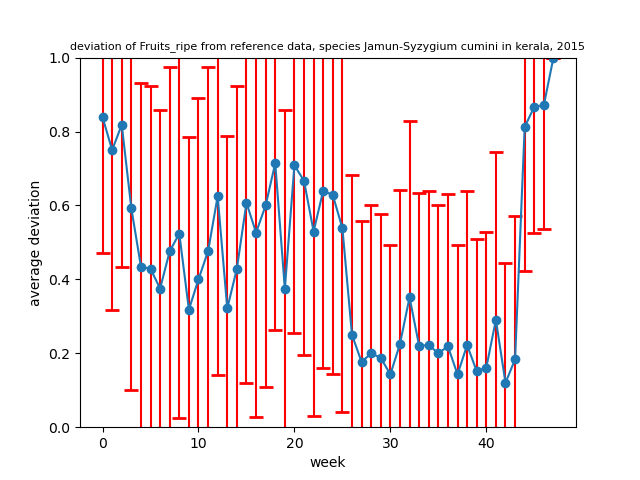 deviation of Fruits_ripe from reference data, species Jamun-Syzygium cumini in kerala, 2015
1.0
0.8
0.6
0.4
0.2
0.0
average deviation
0 10 20 30 40
week